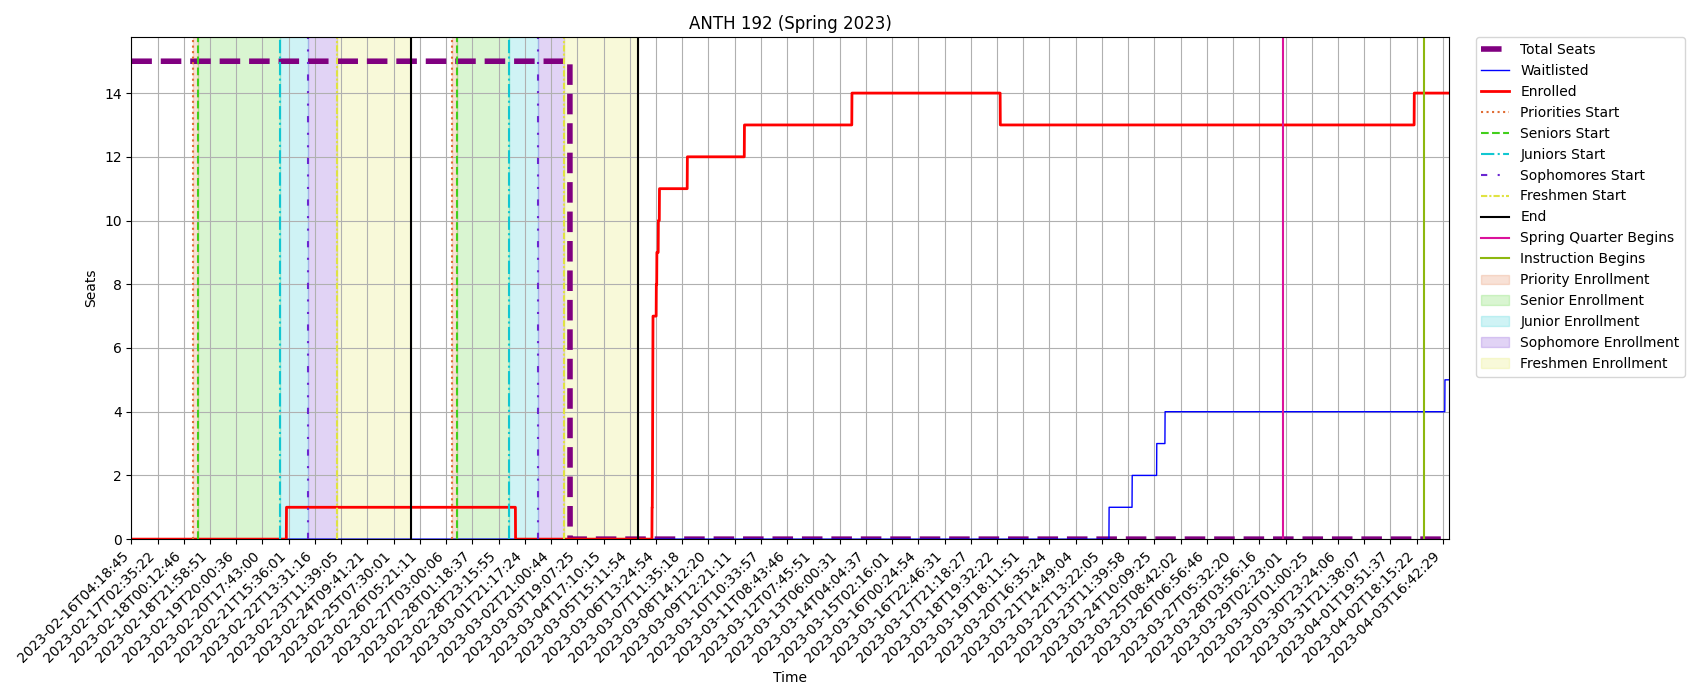 ANTH 192 (Spring 2023)
Seats
14
12
10
8
6
4
2
0
2023-02-16T04:18:45
2023-02-17T02:35:22
2023-02-18T00:12:46
2023-02-18T21:58:51
2023-02-19T20:00:36
2023-02-20T17:43:00
2023-02-21T15:36:01
2023-02-22T13:31:16
2023-02-23T11:39:05
2023-02-24T09:41:21
2023-02-25T07:30:01
2023-02-26T05:21:11
2023-02-27T03:00:06
2023-02-28T01:18:37
2023-02-28T23:15:55
2023-03-01T21:17:24
2023-03-02T21:00:44
2023-03-03T19:07:25
2023-03-04T17:10:15
2023-03-05T15:11:54
2023-03-06T13:24:54
2023-03-07T11:35:18
2023-03-08T14:12:20
2023-03-09T12:21:11
2023-03-10T10:33:57
2023-03-11T08:43:46
2023-03-12T07:45:51
2023-03-13T06:00:31
2023-03-14T04:04:37
2023-03-15T02:16:01
2023-03-16T00:24:54
2023-03-16T22:46:31
2023-03-17T21:18:27
2023-03-18T19:32:22
2023-03-19T18:11:51
2023-03-20T16:35:24
2023-03-21T14:49:04
2023-03-22T13:22:05
2023-03-23T11:39:58
2023-03-24T10:09:25
2023-03-25T08:42:02
2023-03-26T06:56:46
2023-03-27T05:32:20
2023-03-28T03:56:16
2023-03-29T02:23:01
2023-03-30T01:00:25
2023-03-30T23:24:06
2023-03-31T21:38:07
2023-04-01T19:51:37
2023-04-02T18:15:22
2023-04-03T16:42:29
Time
Total Seats
Waitlisted
Enrolled
Priorities Start
Seniors Start
Juniors Start
Sophomores Start
Freshmen Start
End
Spring Quarter Begins
Instruction Begins
Priority Enrollment
Senior Enrollment
Junior Enrollment
Sophomore Enrollment
Freshmen Enrollment